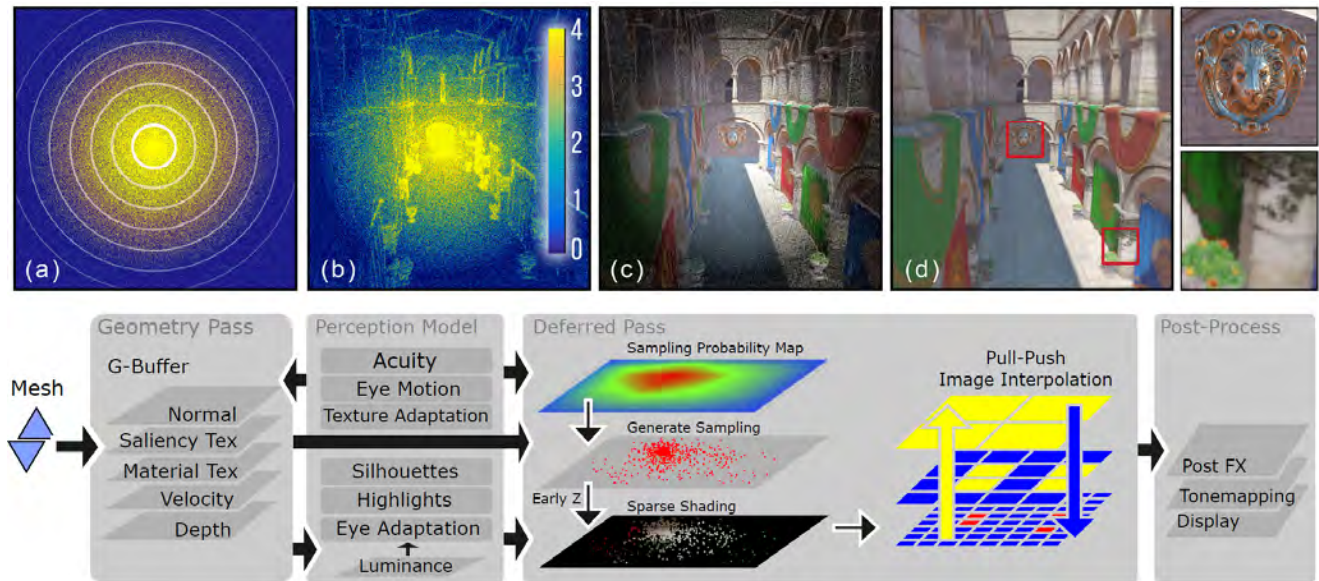 (a)
(b)
4
3
2
1
0
(c)
(d)
Geometry Pass
Perception Model
Deferred Pass
Post-Process
Mesh
G-Buffer
Normal
Saliency Tex
Material Tex
Velocity
Depth
Acuity
Eye Motion
Texture Adaptation
Silhouettes
Highlights
Eye Adaptation
Luminance
Sampling Probability Map
Generate Sampling
Early Z
Sparse Shading
Pull-Push
Image Interpolation
Post FX
Tonemapping
Display